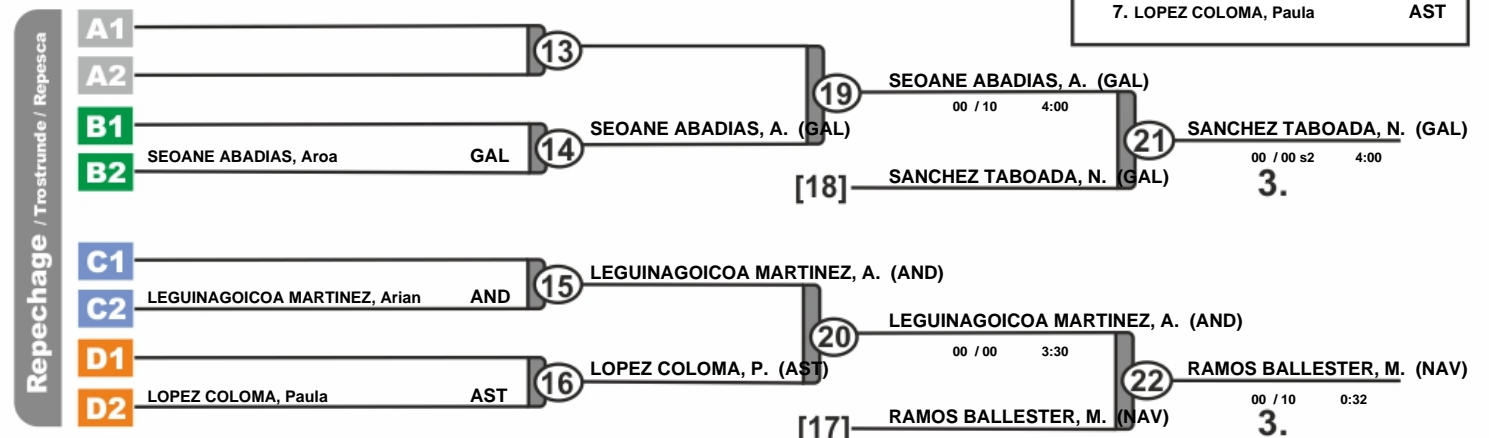 7. LOPEZ COLOMA, Paula AST
Repechage / Trostrunde / Repesca
A1
A2
13
B1
B2
SEOANE ABADIAS, Aroa GAL
14
SEOANE ABADIAS, A. (GAL)
19
SEOANE ABADIAS, A. (GAL)
00 / 10 4:00
[18]
SANCHEZ TABOADA, N. (GAL)
21
SANCHEZ TABOADA, N. (GAL)
00 / 00 s2 4:00
3.
C1
C2
LEGUINAGOICOA MARTINEZ, Arian AND
15
LEGUINAGOICOA MARTINEZ, A. (AND)
D1
D2
LOPEZ COLOMA, Paula AST
16
LOPEZ COLOMA, P. (AST)
20
LEGUINAGOICOA MARTINEZ, A. (AND)
00 / 00 3:30
[17]
RAMOS BALLESTER, M. (NAV)
22
RAMOS BALLESTER, M. (NAV)
00 / 10 0:32
3.